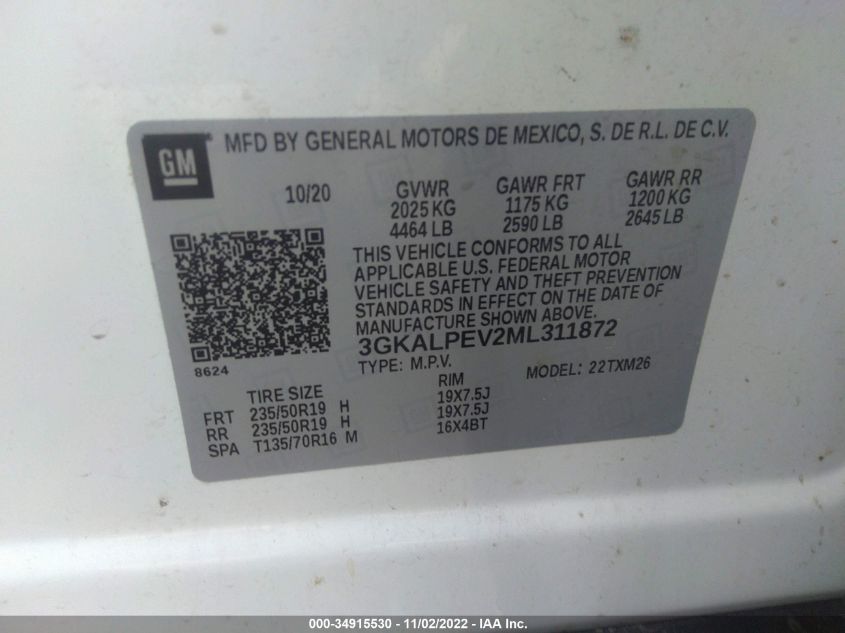 GM
MFD BY GENERAL MOTORS DE MEXICO, S. DE R.L. DE C.V.
10/20
GVWR GAWR FRT GAWR RR
2025 KG 1175 KG 1200 KG
4464 LB 2590 LB 2645 LB
THIS VEHICLE CONFORMS TO ALL
APPLICABLE U.S. FEDERAL MOTOR
VEHICLE SAFETY AND THEFT PREVENTION
STANDARDS IN EFFECT ON THE DATE OF
MANUFACTURE SHOWN ABOVE.
3GKALPEV2ML311872
8624
TYPE: M.P.V. MODEL: 22TXM26
TIRE SIZE RIM
FRT 235/50R19 H 19X7.5J
RR 235/50R19 H 19X7.5J
SPA T135/70R16 M 16X4BT
000-34915530 - 11/02/2022 - IAA Inc.